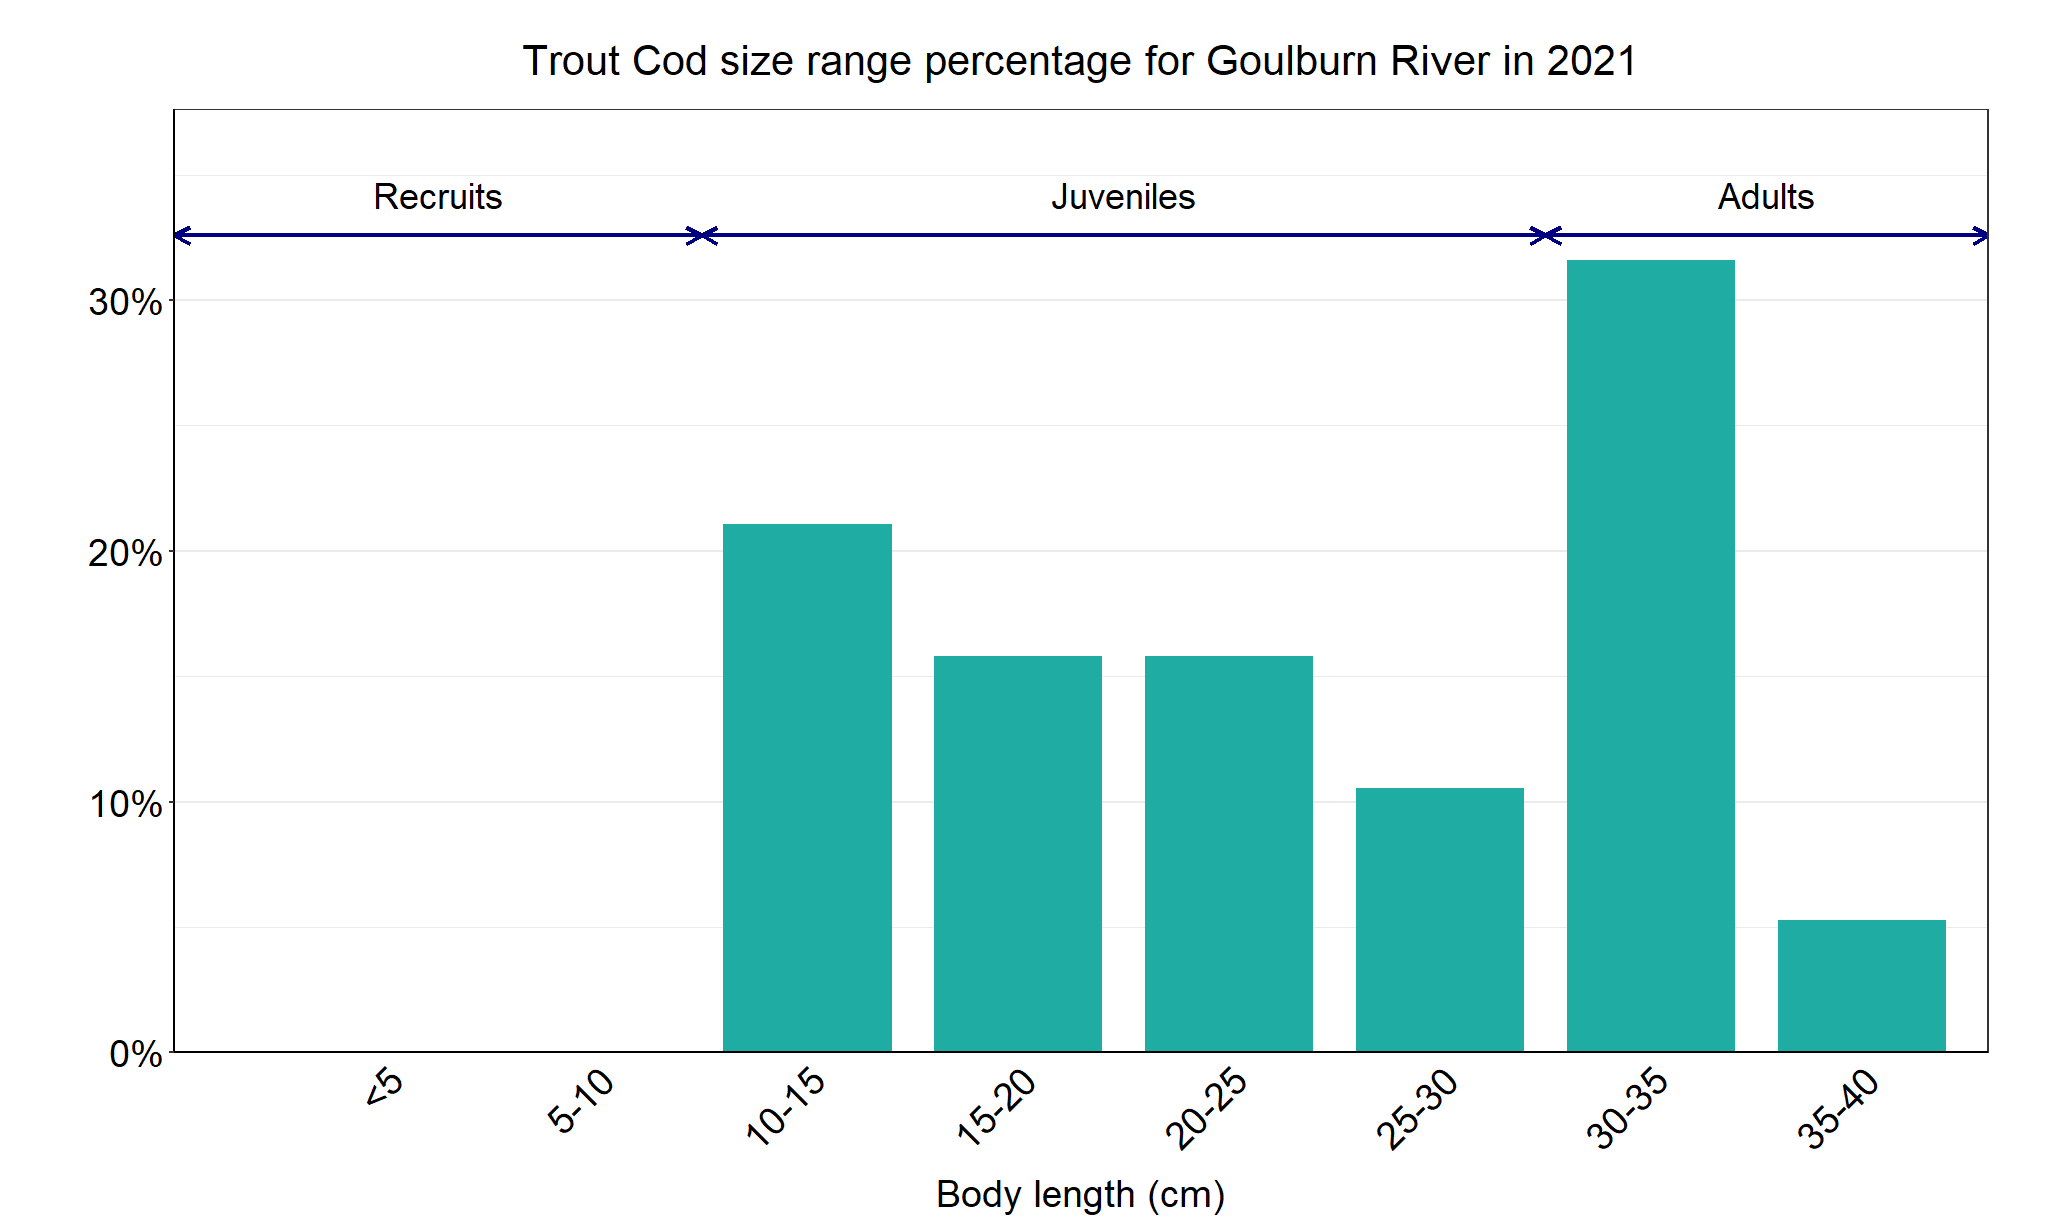 Trout Cod size range percentage for Goulburn River in 2021
Recruits
Juveniles
Adults
30%
20%
10%
0%
<5
5-10
10-15
15-20
20-25
25-30
30-35
35-40
Body length (cm)